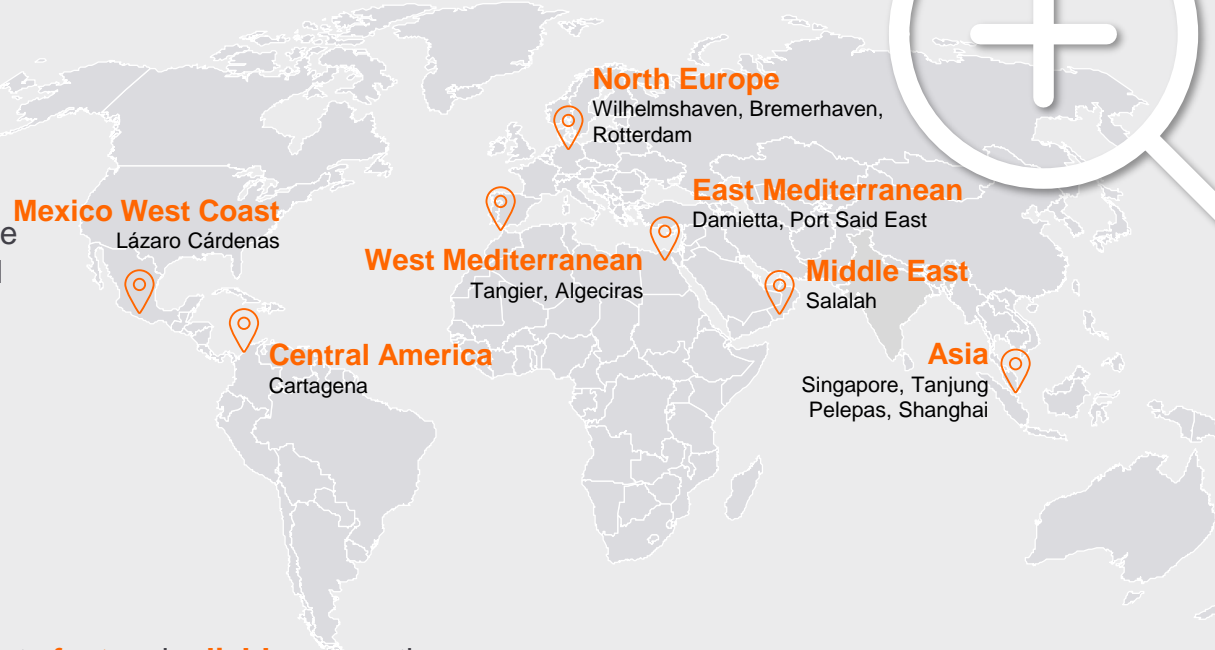 North Europe
Wilhelmshaven, Bremerhaven,
Rotterdam
East Mediterranean
Damietta, Port Said East
Mexico West Coast
Lázaro Cárdenas
West Mediterranean
Tangier, Algeciras
Middle East
Salalah
Central America
Cartagena
Asia
Singapore, Tanjung
Pelepas, Shanghai